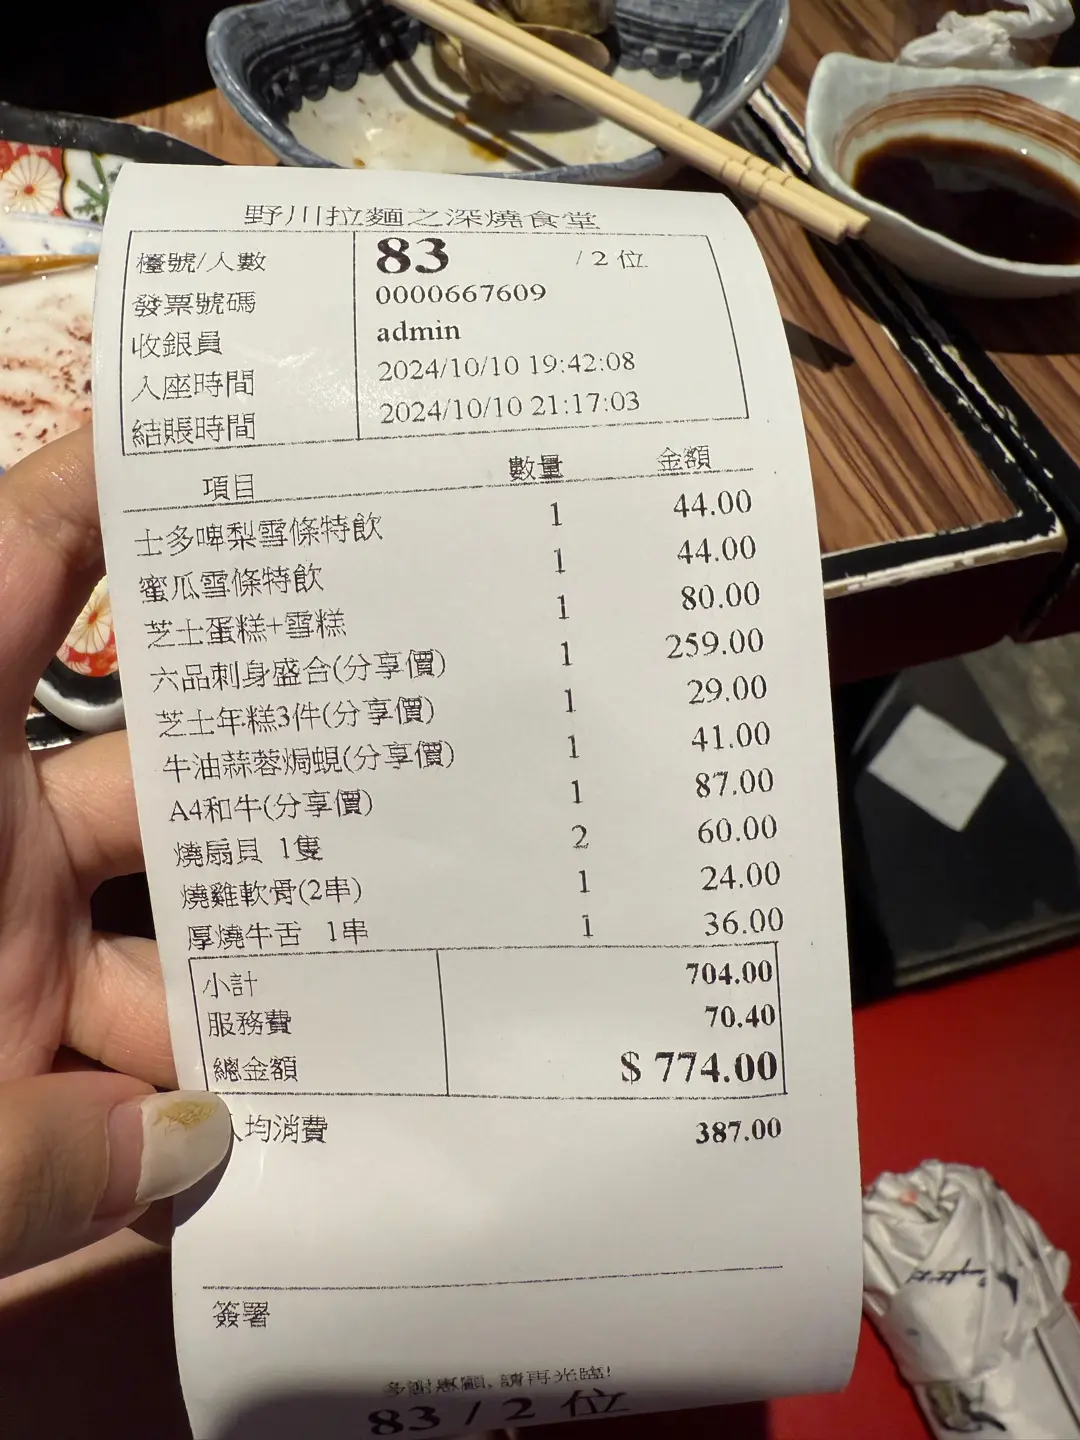 野川拉麵之深燒食堂
檯號/人數 83 / 2 位
發票號碼 0000667609
收銀員 admin
入座時間 2024/10/10 19:42:08
結賬時間 2024/10/10 21:17:03
項目 數量 金額
士多啤梨雪條特飲 1 44.00
蜜瓜雪條特飲 1 44.00
芝士蛋糕+雪糕 1 80.00
六品刺身盛合(分享價) 1 259.00
芝士年糕3件(分享價) 1 29.00
牛油蒜蓉焗蜆(分享價) 1 41.00
A4和牛(分享價) 1 87.00
燒扇貝 1隻 2 60.00
燒雞軟骨(2串) 1 24.00
厚燒牛舌 1串 1 36.00
小計 704.00
服務費 70.40
總金額 $ 774.00
人均消費 387.00
簽署
多謝惠顧, 請再光臨!
83 / 2 位